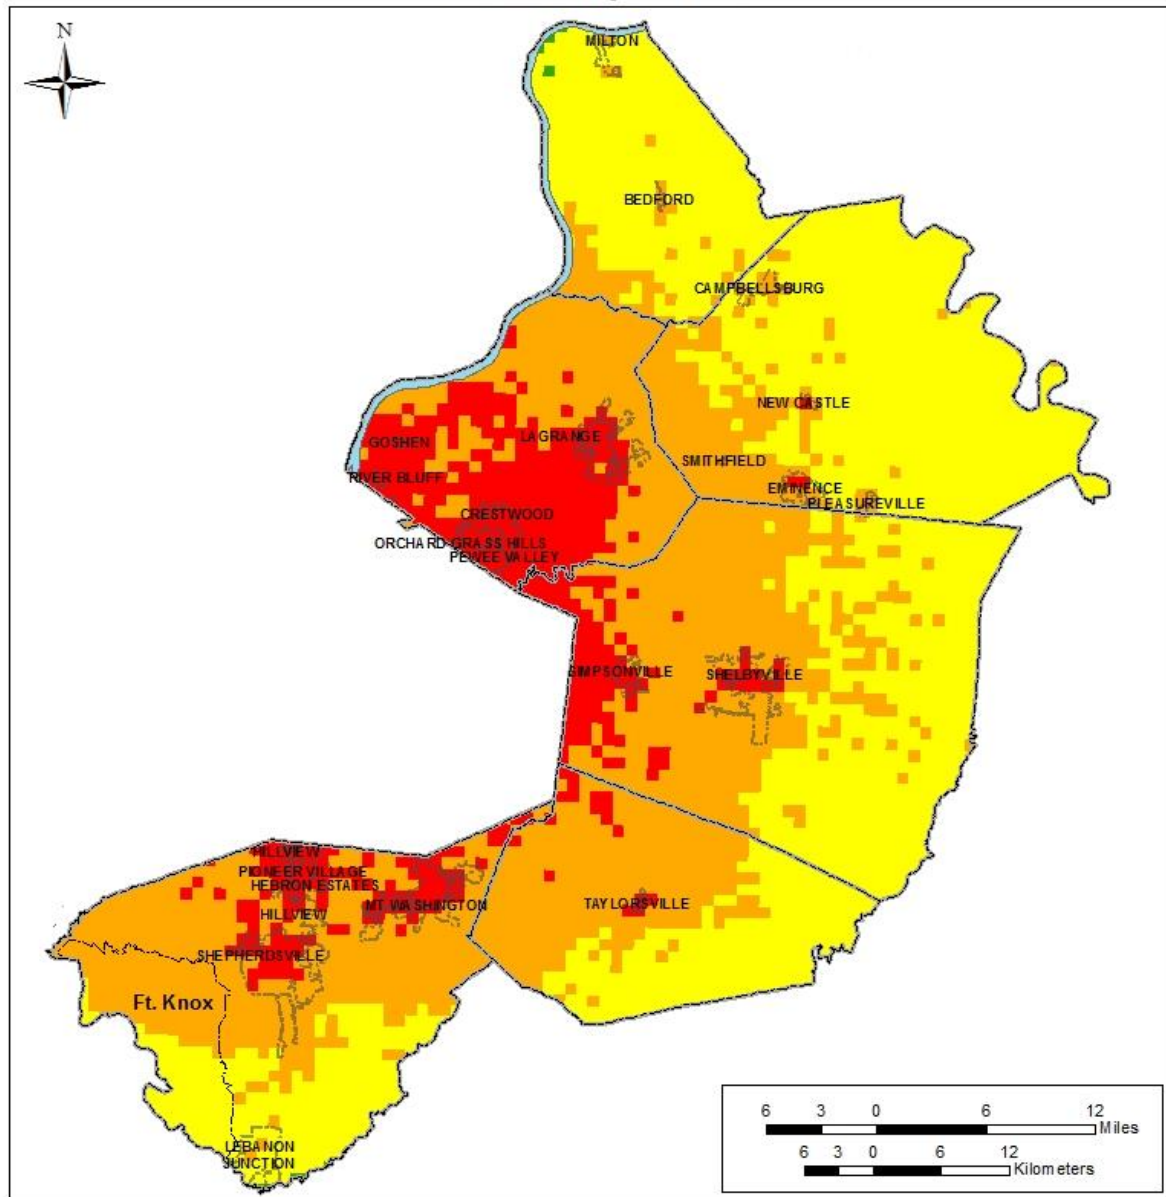 N
MILTON
BEDFORD
CAMPBELLSBURG
NEW CASTLE
LAGRANGE
GOSHEN
SMITHFIELD
RIVER BLUFF
EMINENCE
PLEASUREVILLE
CRESTWOOD
ORCHARD GRASS HILLS
PEWEE VALLEY
SIMPSONVILLE
SHELBYVILLE
HILLVIEW
PIONEER VILLAGE
HEBRON ESTATES
MT WASHINGTON
TAYLORSVILLE
HILLVIEW
SHEPHERDSVILLE
Ft. Knox
LEBANON
JUNCTION
6 3 0 6 12
Miles
6 3 0 6 12
Kilometers